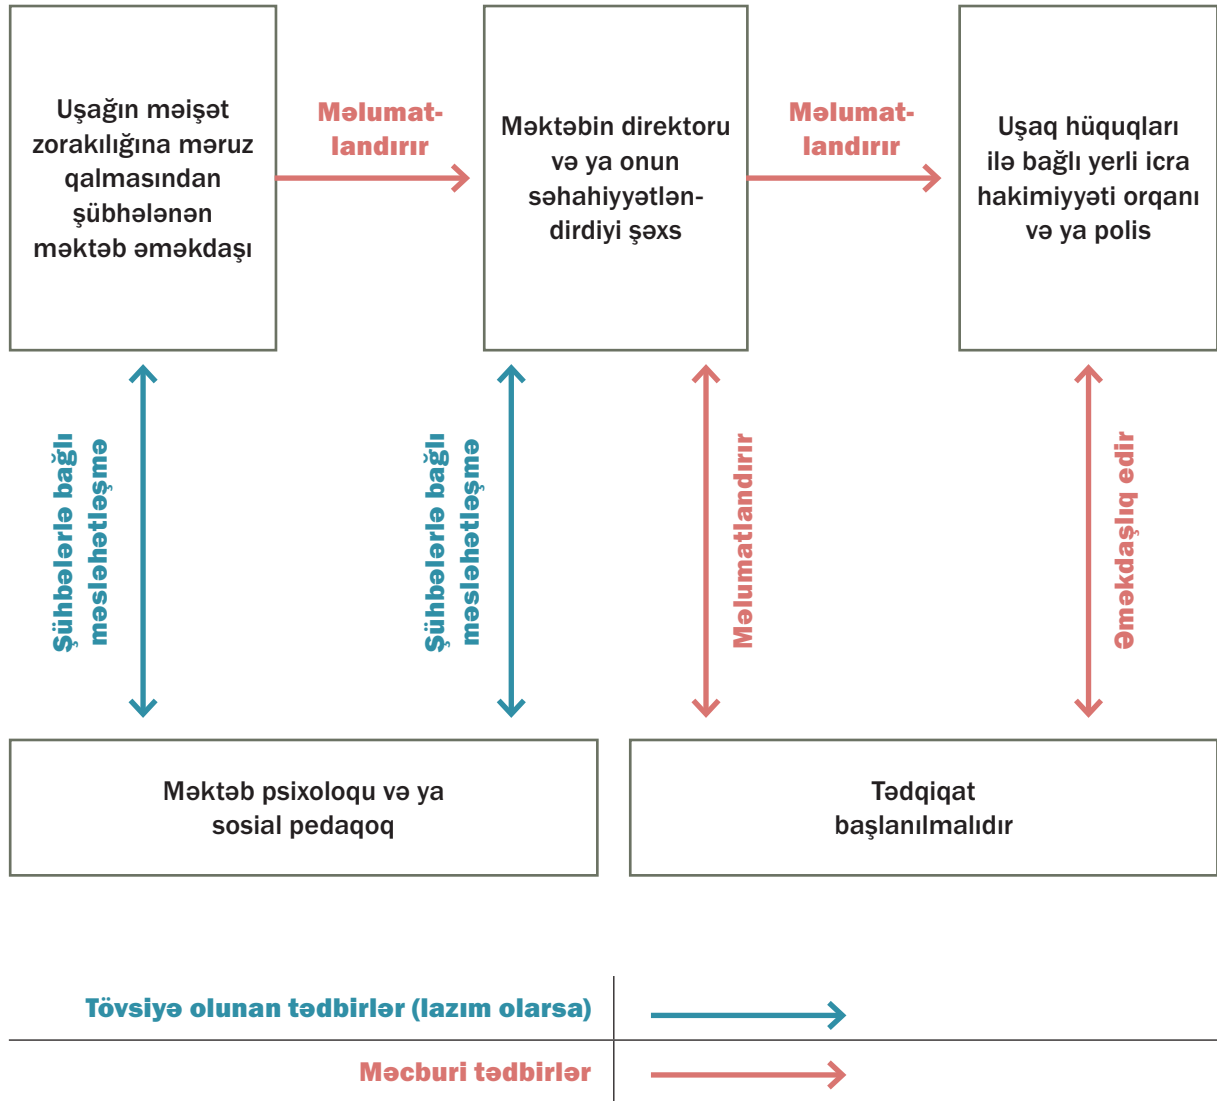 Uşağın məişət
zorakılığına məruz
qalmasından
şübhələnən
məktəb əməkdaşı
Məlumat-
landırır
Məktəbin direktoru
və ya onun
səhahiyyətlən-
dirdiyi şəxs
Məlumat-
landırır
Uşaq hüquqları
ilə bağlı yerli icra
hakimiyyəti orqanı
və ya polis
Şühbələrlə bağlı
məsləhətləşmə
Şühbələrlə bağlı
məsləhətləşmə
Məlumatlandırır
Əməkdaşlıq edir
Məktəb psixoloqu və ya
sosial pedaqoq
Tədqiqat
başlanılmalıdır
Tövsiyə olunan tədbirlər (lazım olarsa)
Məcburi tədbirlər